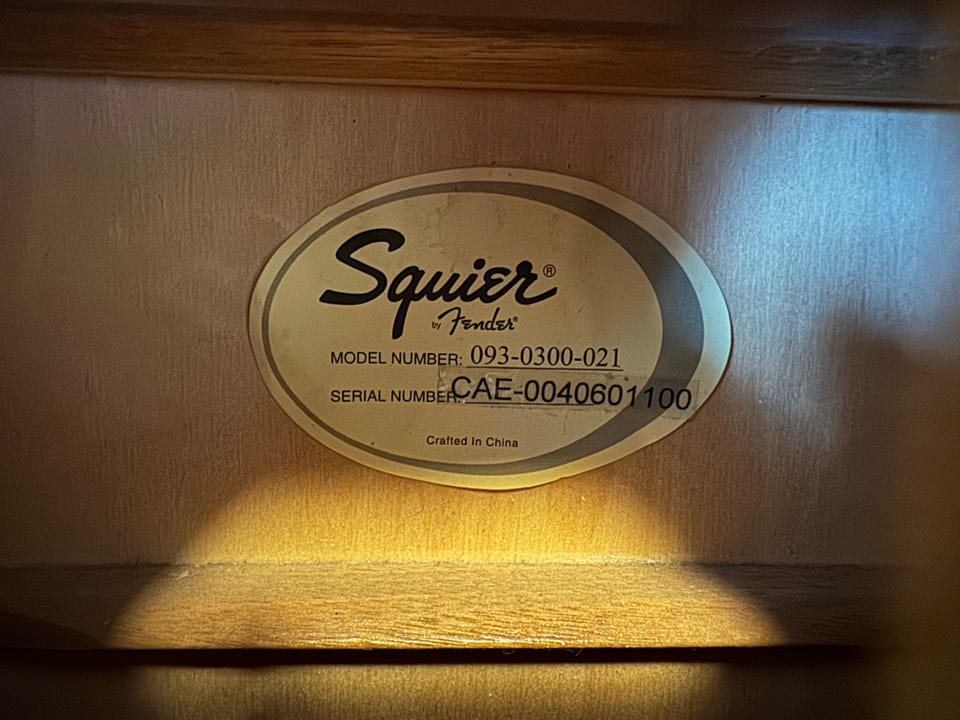 Squier®
by Fender®
MODEL NUMBER: 093-0300-021
SERIAL NUMBER: CAE-0040601100
Crafted In China